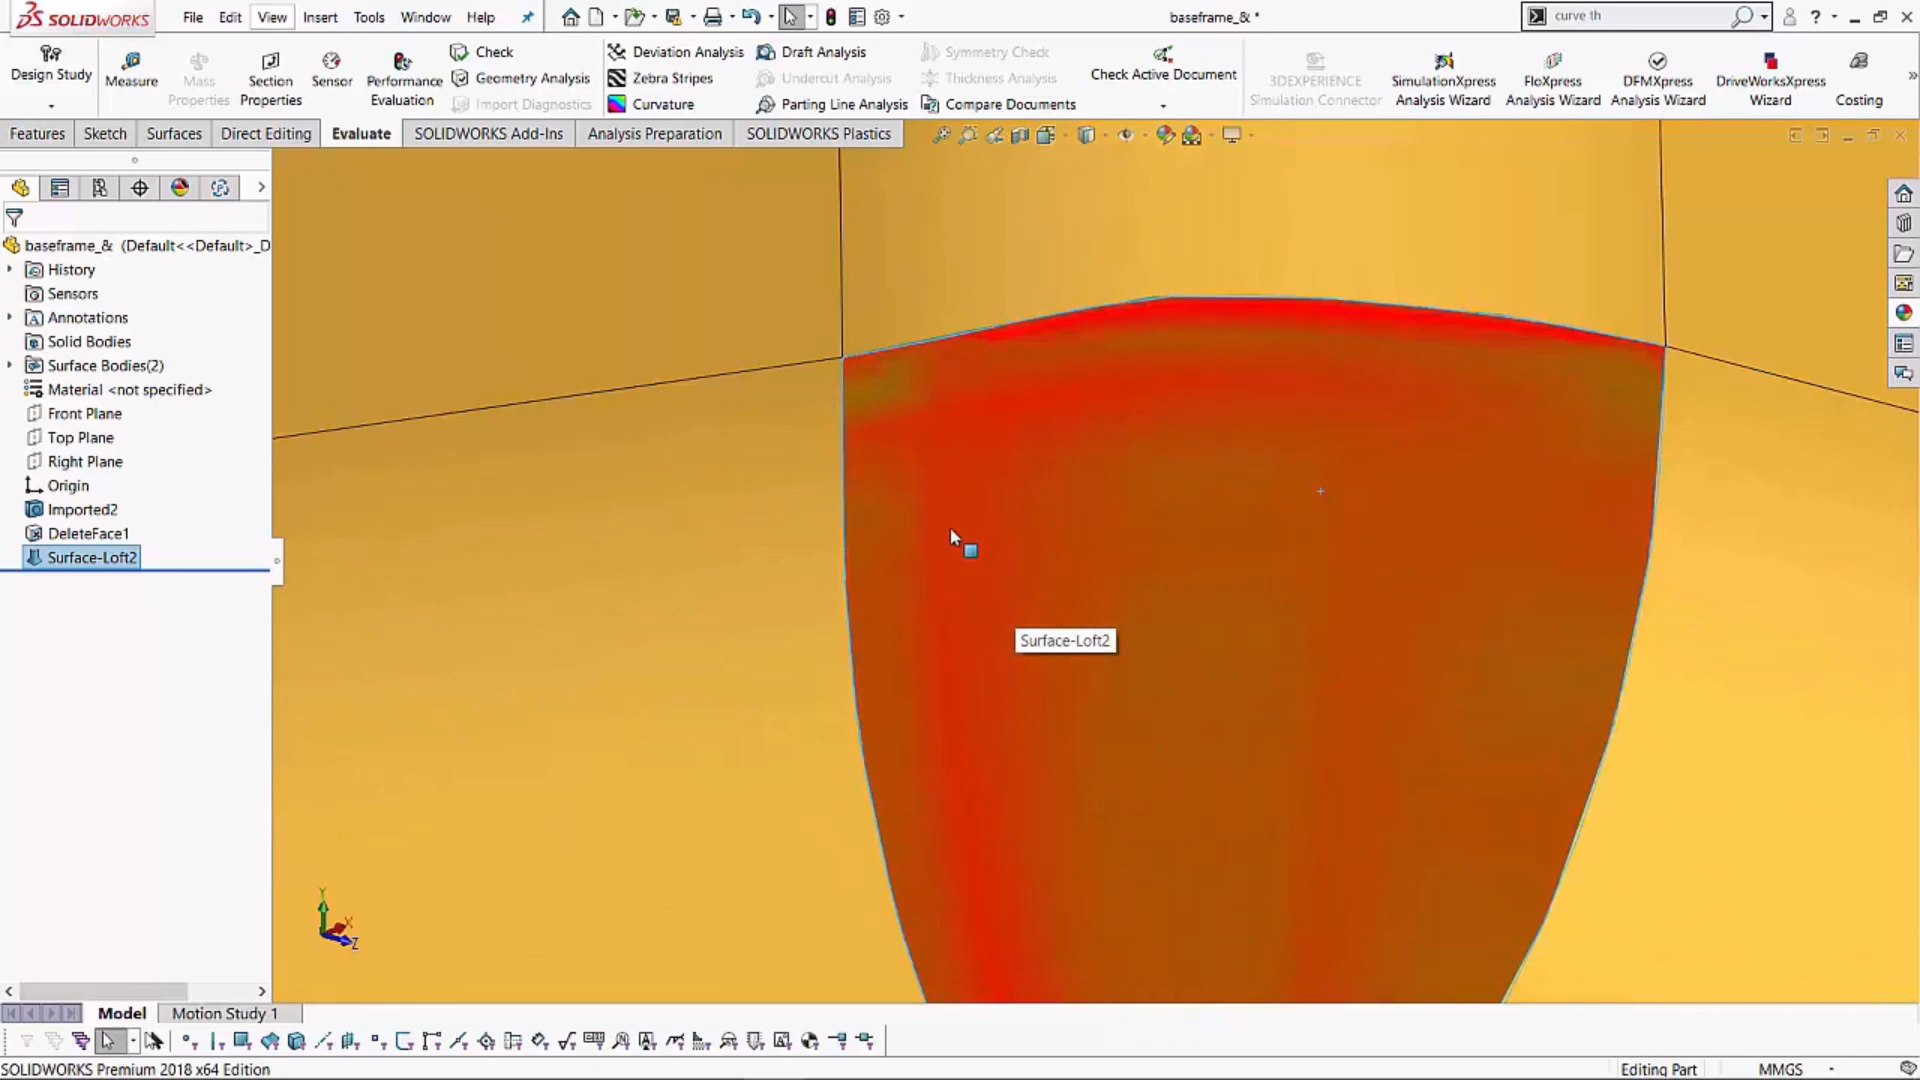 SOLIDWORKS File Edit View Insert Tools Window Help baseframe_& * curve th ?
Design Study Measure Mass Properties Section Properties Sensor Performance Evaluation
Check
Geometry Analysis
Import Diagnostics
Deviation Analysis Draft Analysis Symmetry Check
Zebra Stripes Undercut Analysis Thickness Analysis
Curvature Parting Line Analysis Compare Documents
Check Active Document
3DEXPERIENCE Simulation Connector
SimulationXpress Analysis Wizard
FloXpress Analysis Wizard
DFMXpress Analysis Wizard
DriveWorksXpress Wizard
Costing
Features Sketch Surfaces Direct Editing Evaluate SOLIDWORKS Add-Ins Analysis Preparation SOLIDWORKS Plastics
baseframe_& (Default<<Default>_D
History
Sensors
Annotations
Solid Bodies
Surface Bodies(2)
Material <not specified>
Front Plane
Top Plane
Right Plane
Origin
Imported2
DeleteFace1
Surface-Loft2
Surface-Loft2
Y
X
Z
Model Motion Study 1
SOLIDWORKS Premium 2018 x64 Edition Editing Part MMGS